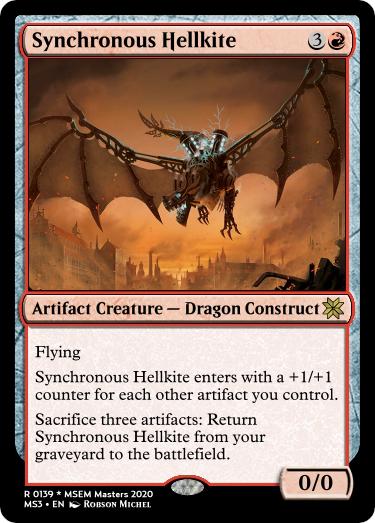 Synchronous Hellkite 3
Artifact Creature — Dragon Construct
Flying
Synchronous Hellkite enters with a +1/+1
counter for each other artifact you control.
Sacrifice three artifacts: Return
Synchronous Hellkite from your
graveyard to the battlefield.
0/0
R 0139 * MSEM Masters 2020
MS3 • EN Robson Michel